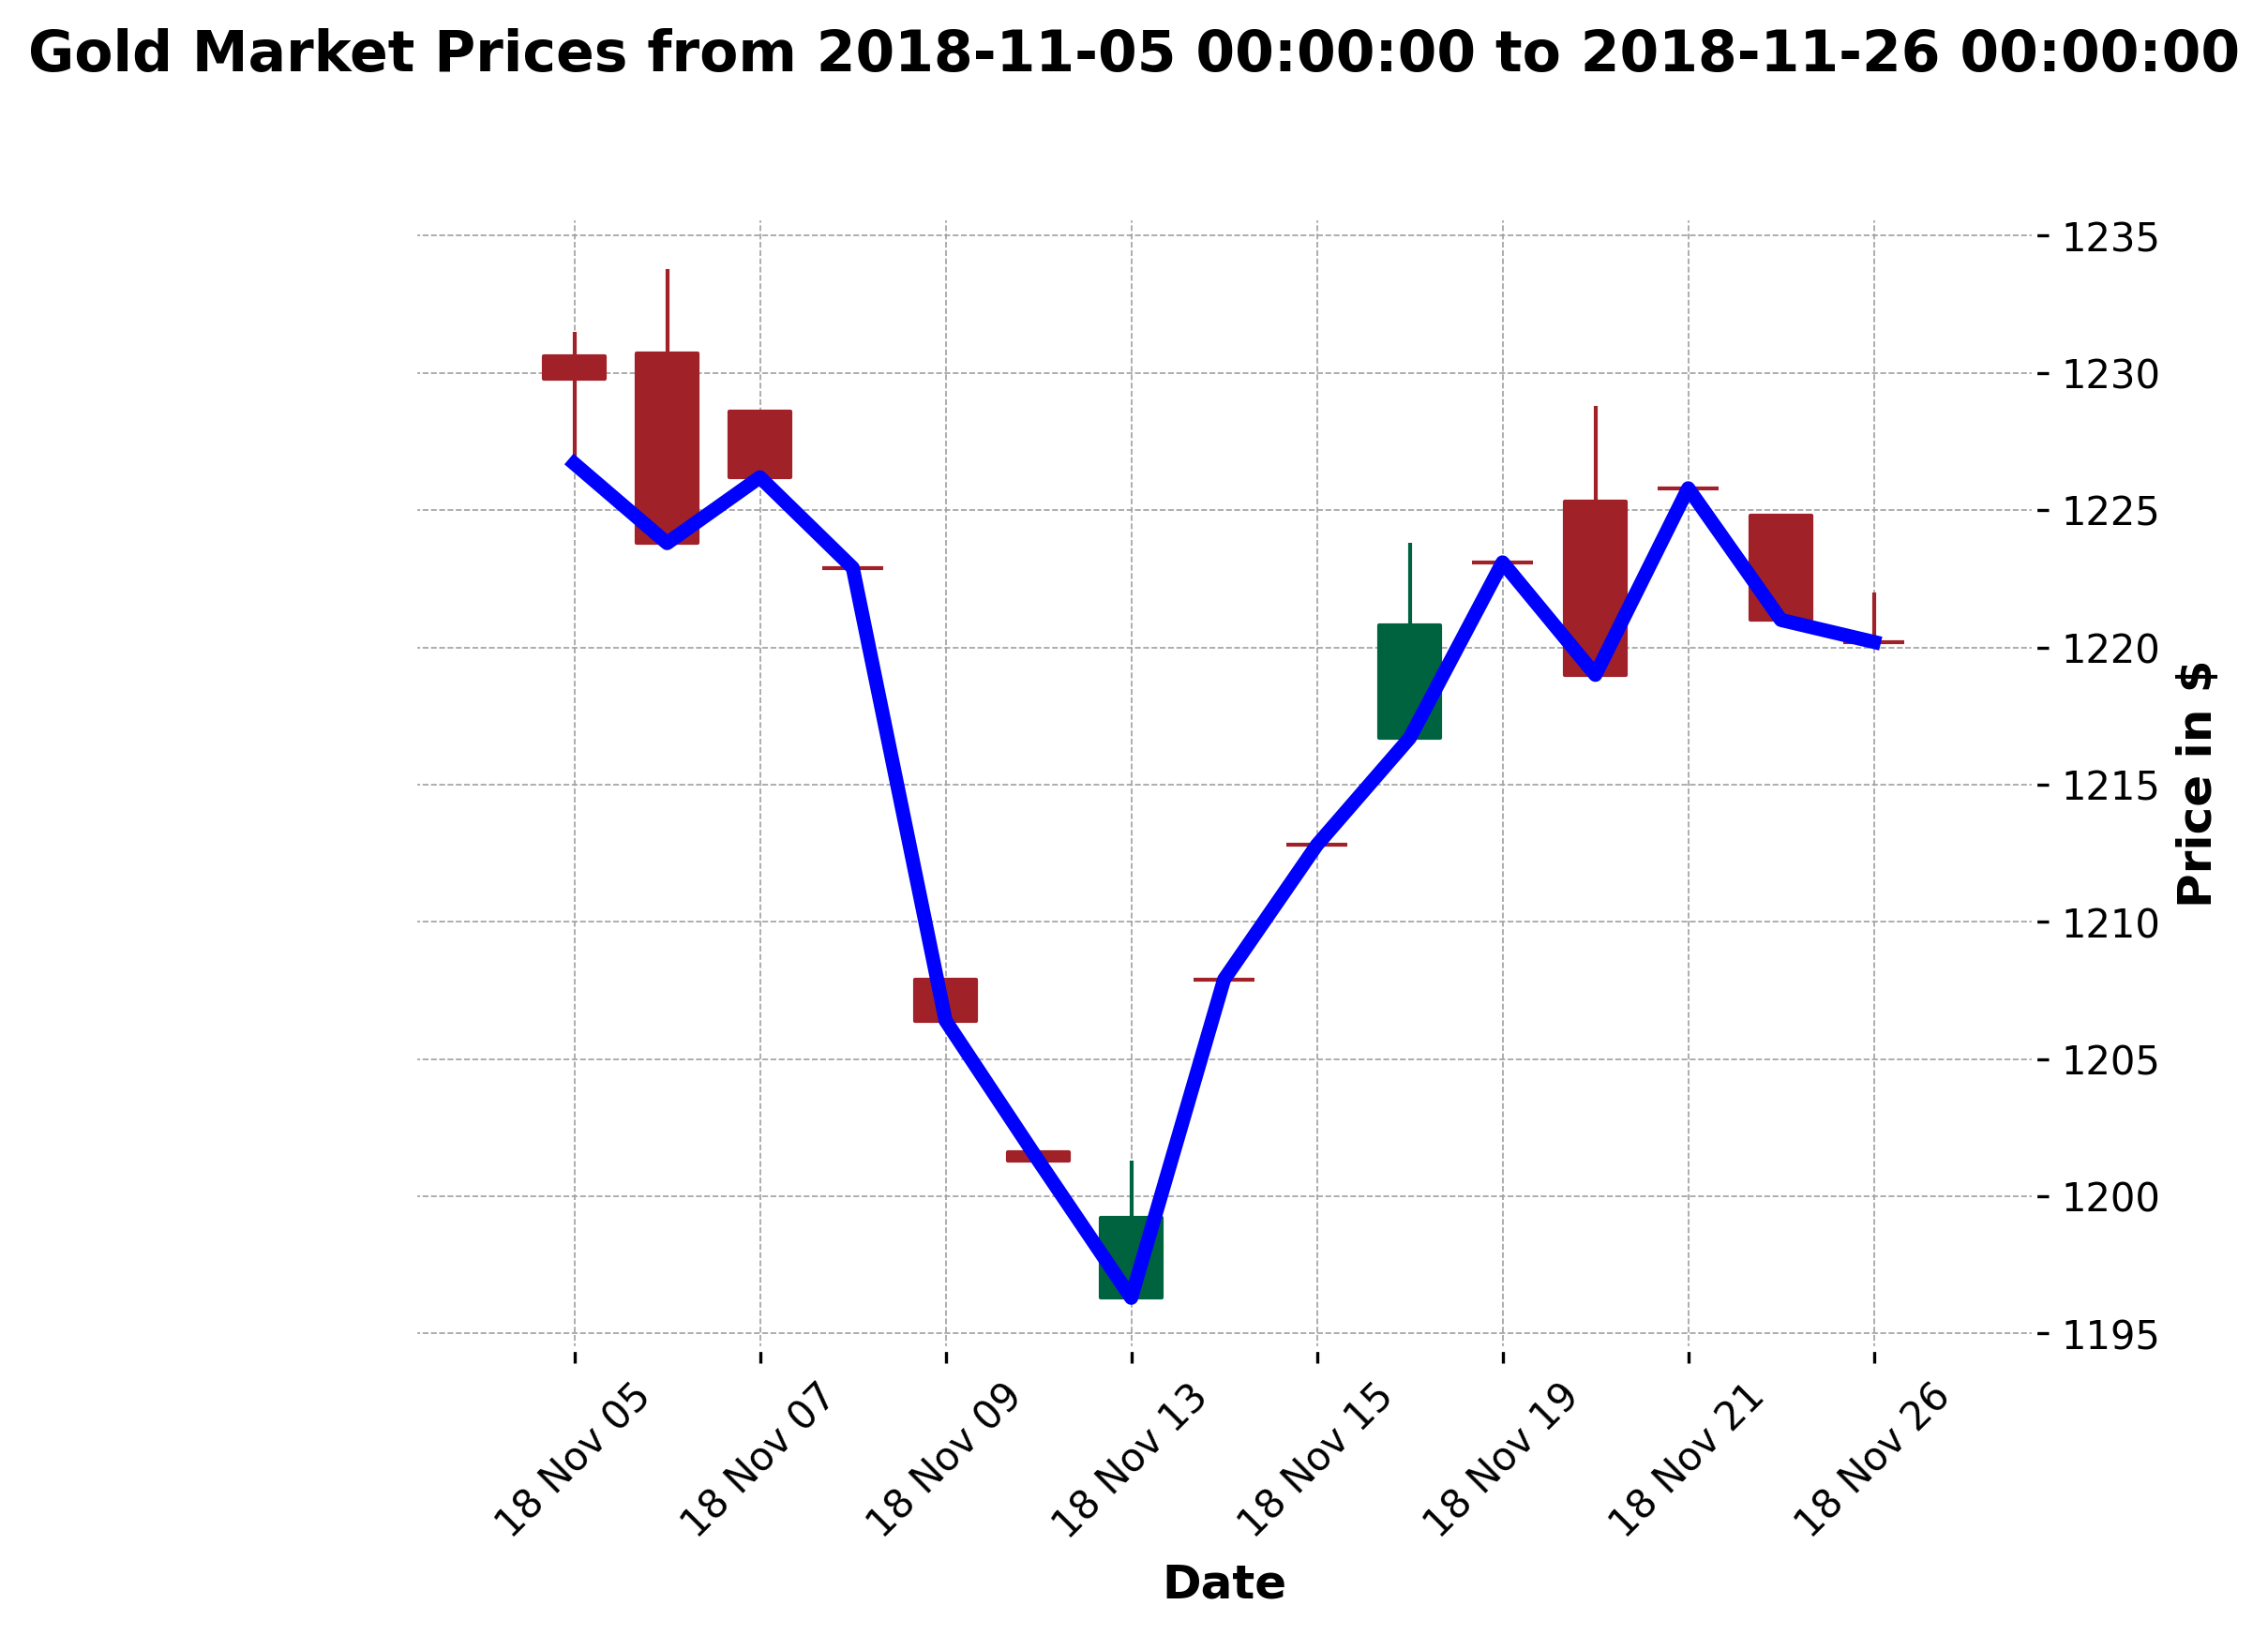 Gold Market Prices from 2018-11-05 00:00:00 to 2018-11-26 00:00:00
1235
1230
1225
1220
1215
1210
1205
1200
1195
Price in $
18 Nov 05
18 Nov 07
18 Nov 09
18 Nov 13
18 Nov 15
18 Nov 19
18 Nov 21
18 Nov 26
Date